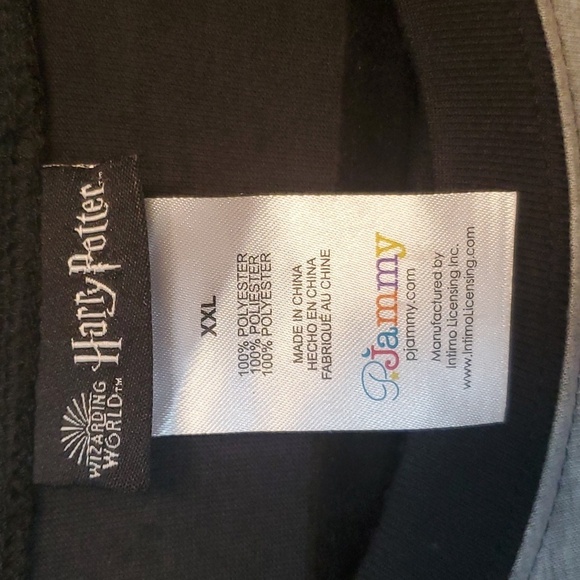 WIZARDING
WORLD™
Harry Potter™
XXL
100% POLYESTER
100% POLIESTER
100% POLYESTER
MADE IN CHINA
HECHO EN CHINA
FABRIQUÉ AU CHINE
PJammy
pjammy.com
Manufactured by
Intimo Licensing Inc.
www.IntimoLicensing.com